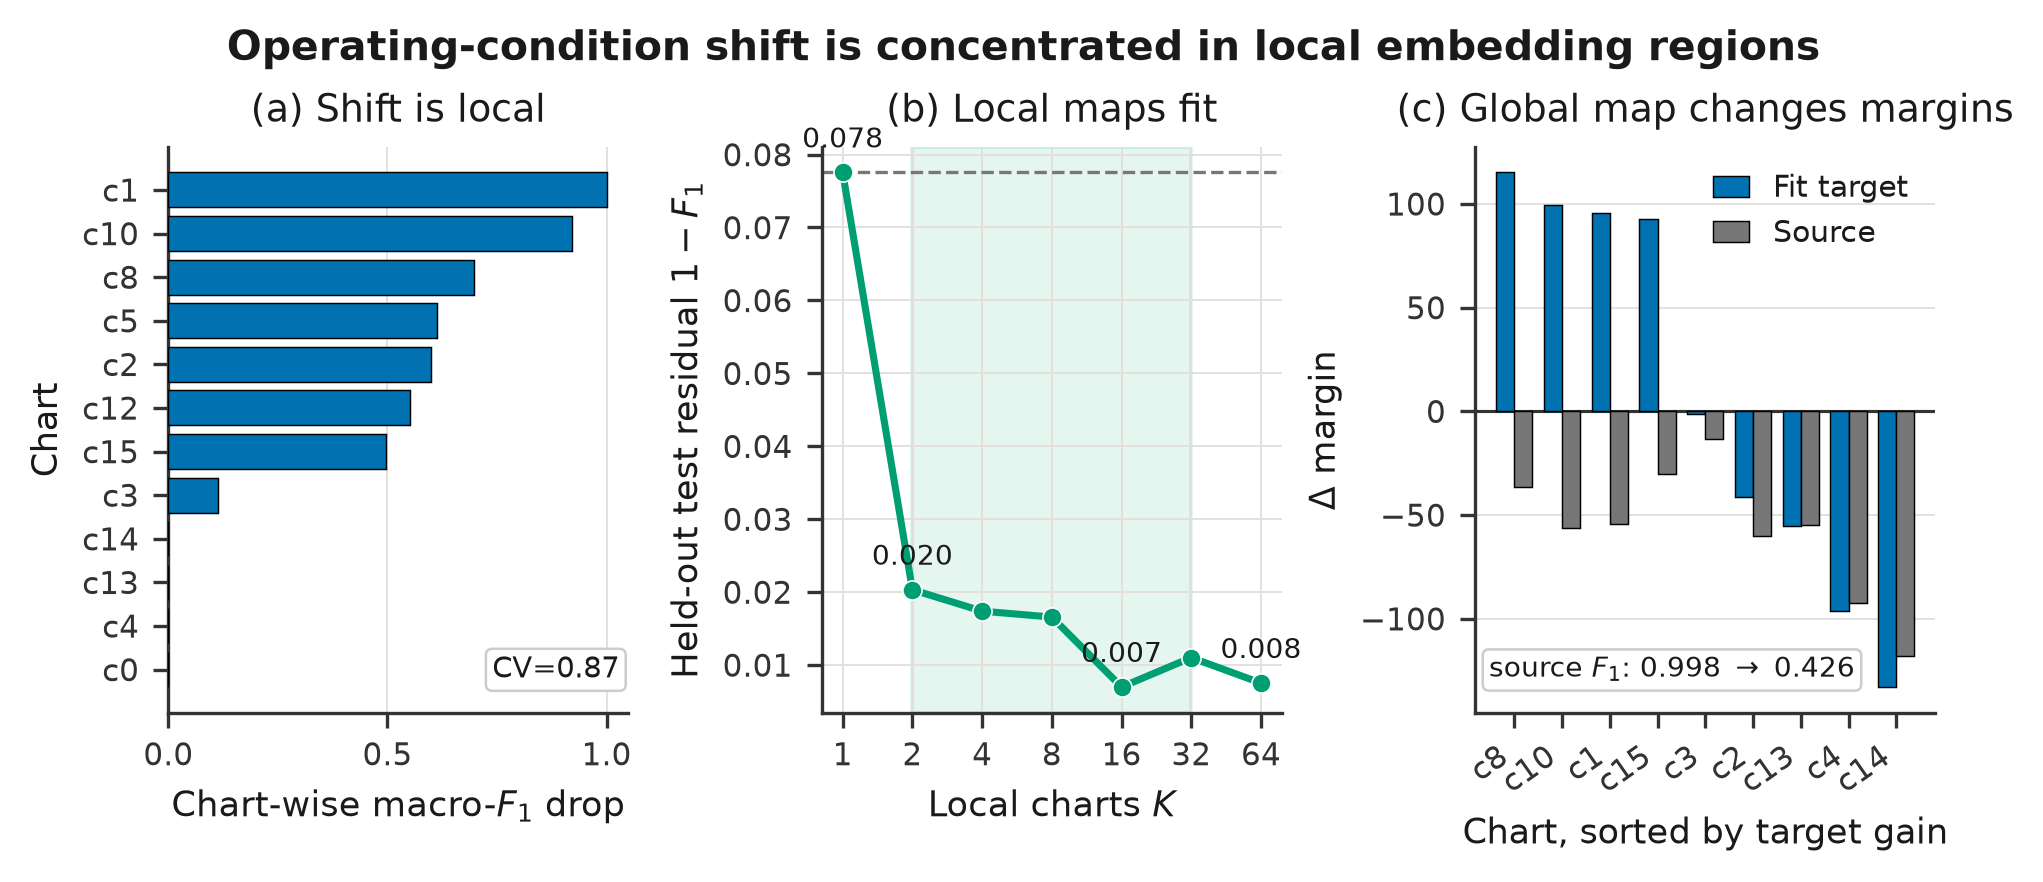 Operating-condition shift is concentrated in local embedding regions
(a) Shift is local
Chart
c1
c10
c8
c5
c2
c12
c15
c3
c14
c13
c4
c0
CV=0.87
0.0 0.5 1.0
Chart-wise macro-F₁ drop
(b) Local maps fit
Held-out test residual 1 − F₁
0.08
0.07
0.06
0.05
0.04
0.03
0.02
0.01
0.078
0.020
0.007
0.008
1 2 4 8 16 32 64
Local charts K
(c) Global map changes margins
Δ margin
100
50
0
−50
−100
Fit target
Source
source F₁: 0.998 → 0.426
c8 c10 c1 c15 c3 c2 c13 c4 c14
Chart, sorted by target gain